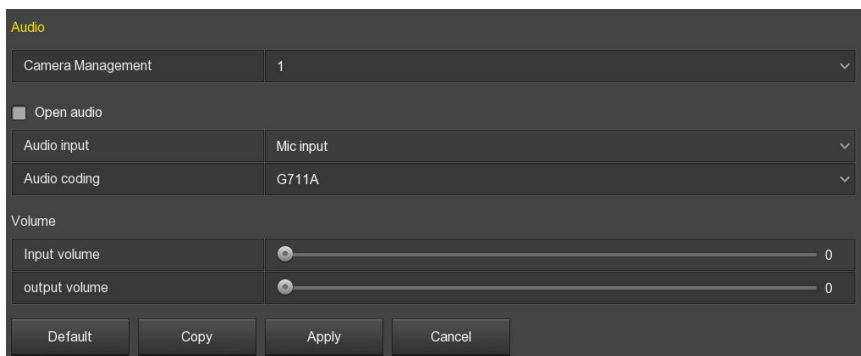 Audio
Camera Management 1
Open audio
Audio input Mic input
Audio coding G711A
Volume
Input volume 0
output volume 0
Default Copy Apply Cancel